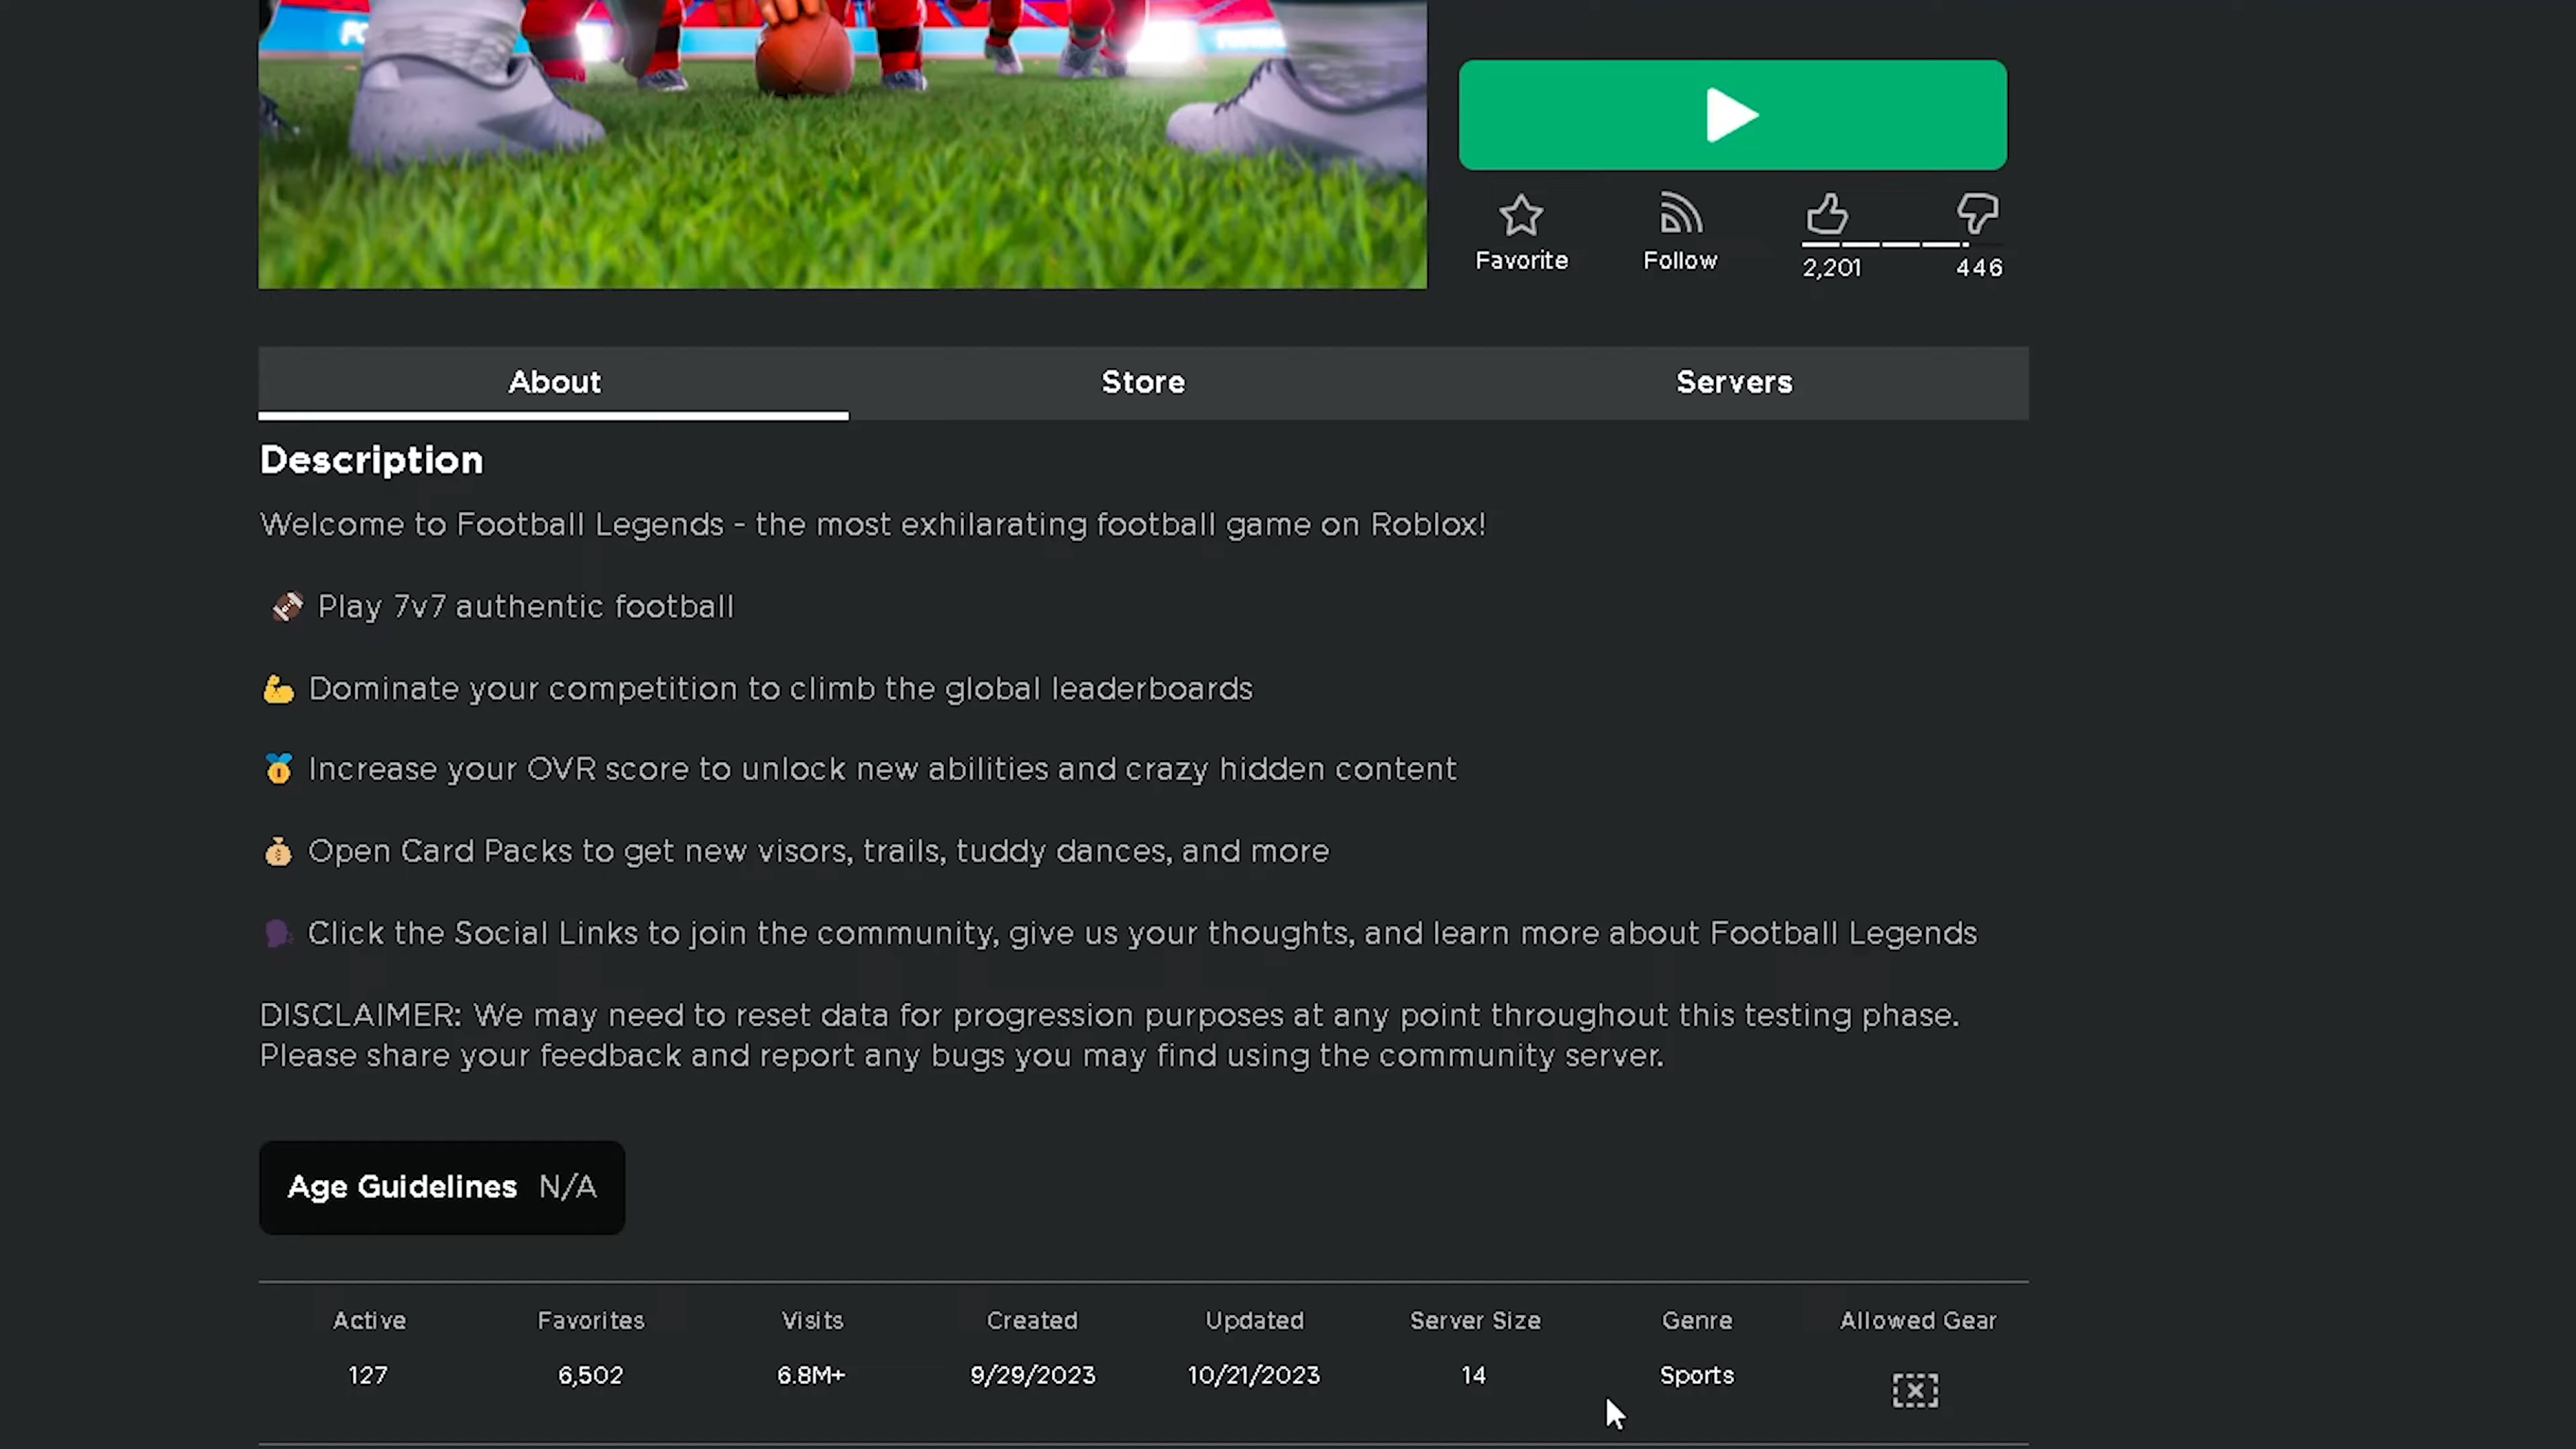 Favorite
Follow
2,201
446
About
Store
Servers
Description
Welcome to Football Legends - the most exhilarating football game on Roblox!
🏈 Play 7v7 authentic football
💪 Dominate your competition to climb the global leaderboards
🏅 Increase your OVR score to unlock new abilities and crazy hidden content
💰 Open Card Packs to get new visors, trails, tuddy dances, and more
🗣 Click the Social Links to join the community, give us your thoughts, and learn more about Football Legends
DISCLAIMER: We may need to reset data for progression purposes at any point throughout this testing phase.
Please share your feedback and report any bugs you may find using the community server.
Age Guidelines N/A
Active Favorites Visits Created Updated Server Size Genre Allowed Gear
127 6,502 6.8M+ 9/29/2023 10/21/2023 14 Sports